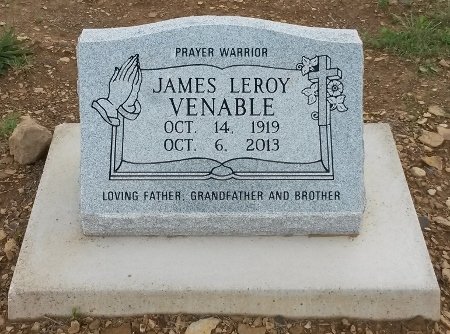 PRAYER WARRIOR
JAMES LEROY
VENABLE
OCT. 14, 1919
OCT. 6, 2013
LOVING FATHER, GRANDFATHER AND BROTHER